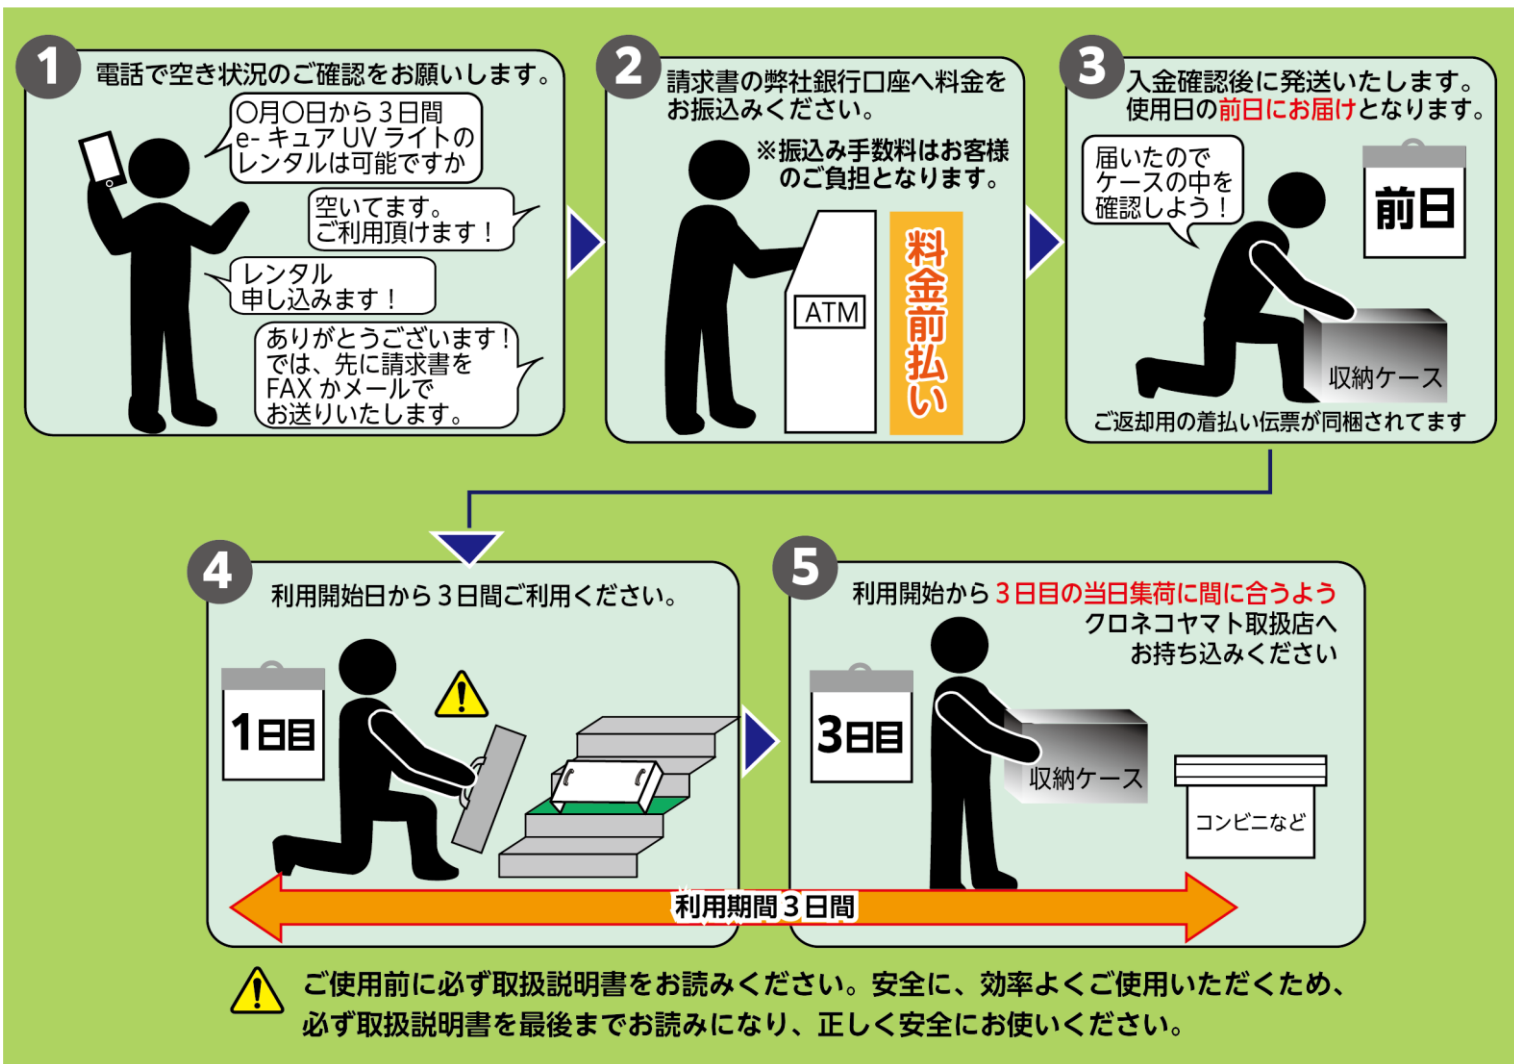 1
電話で空き状況のご確認をお願いします。
〇月〇日から３日間
e-キュア UV ライトの
レンタルは可能ですか
空いてます。
ご利用頂けます！
レンタル
申し込みます！
ありがとうございます！
では、先に請求書を
FAX かメールで
お送りいたします。
2
請求書の弊社銀行口座へ料金を
お振込みください。
※振込み手数料はお客様
のご負担となります。
ATM
料金前払い
3
入金確認後に発送いたします。
使用日の前日にお届けとなります。
届いたので
ケースの中を
確認しよう！
前日
収納ケース
ご返却用の着払い伝票が同梱されてます
4
利用開始日から３日間ご利用ください。
1日目
5
利用開始から３日目の当日集荷に間に合うよう
クロネコヤマト取扱店へ
お持ち込みください
3日目
収納ケース
コンビニなど
利用期間３日間
ご使用前に必ず取扱説明書をお読みください。安全に、効率よくご使用いただくため、
必ず取扱説明書を最後までお読みになり、正しく安全にお使いください。